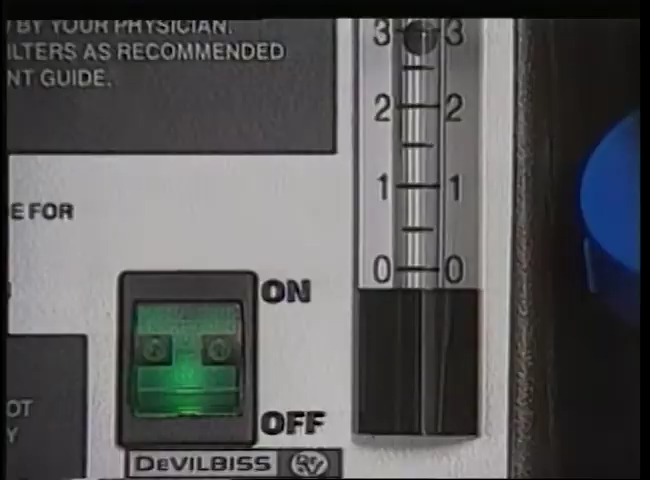 BY YOUR PHYSICIAN.
ILTERS AS RECOMMENDED
NT GUIDE.
3 3
2 2
1 1
0 0
E FOR
ON
OFF
OT
Y
DeVILBISS DeV